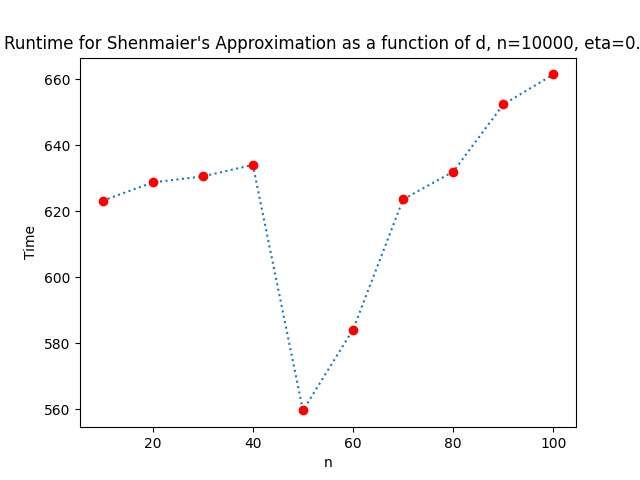 Runtime for Shenmaier's Approximation as a function of d, n=10000, eta=0.
660
640
620
600
580
560
Time
20 40 60 80 100
n